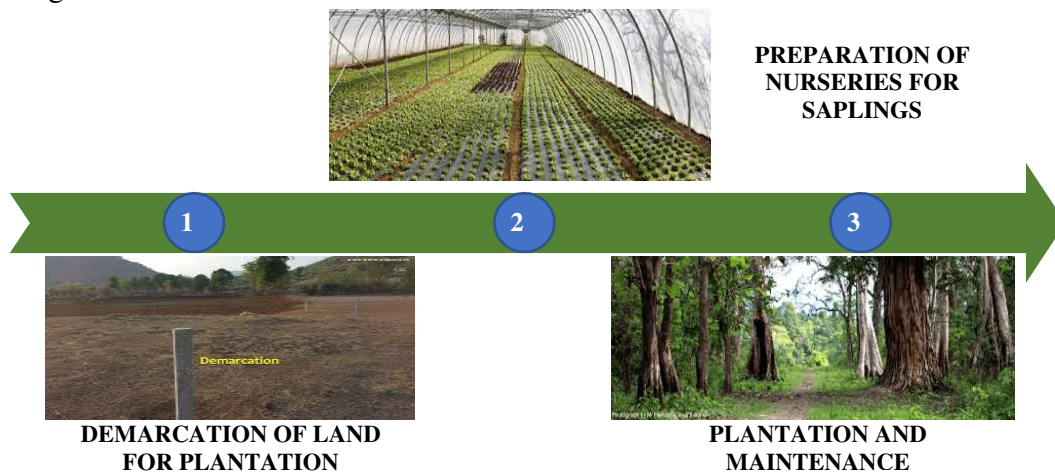 PREPARATION OF
NURSERIES FOR
SAPLINGS
1
2
3
Demarcation
DEMARCATION OF LAND
FOR PLANTATION
PLANTATION AND
MAINTENANCE